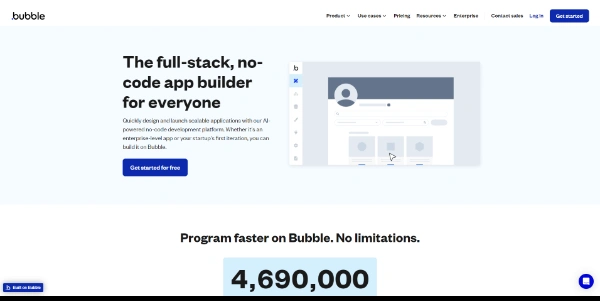 .bubble
Product Use cases Pricing Resources Enterprise Contact sales Log in Get started
The full-stack, no-
code app builder
for everyone
Quickly design and launch scalable applications with our AI-
powered no-code development platform. Whether it's an
enterprise-level app or your startup's first iteration, you can
build it on Bubble.
Get started for free
Program faster on Bubble. No limitations.
4,690,000
Built on Bubble